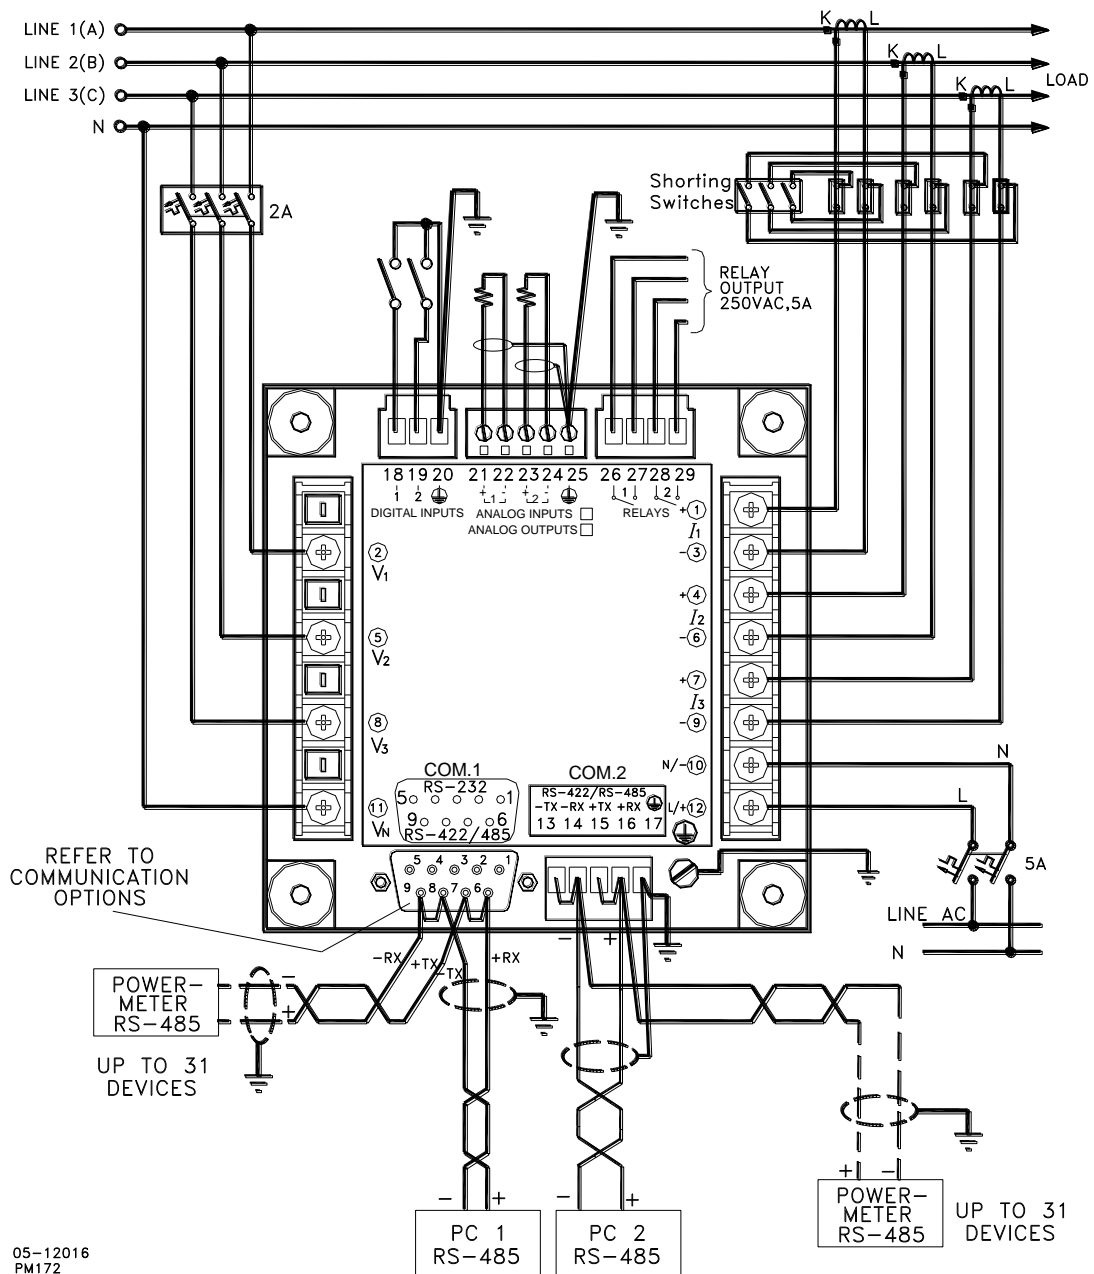 LINE 1(A)
LINE 2(B)
LINE 3(C)
N
K L
K L
K L
LOAD
2A
Shorting
Switches
RELAY
OUTPUT
250VAC,5A
18 19 20
1 2
DIGITAL INPUTS
21 22 23 24 25
+ 1 - + 2 -
ANALOG INPUTS
ANALOG OUTPUTS
26 27 28 29
1 2
RELAYS
+1
I1
-3
+4
I2
-6
+7
I3
-9
N/-10
L/+12
2
V1
5
V2
8
V3
11
VN
COM.1
RS-232
5 1
9 6
RS-422/485
COM.2
RS-422/RS-485
-TX -RX +TX +RX
13 14 15 16 17
5 4 3 2 1
9 8 7 6
N
L
5A
LINE AC
N
REFER TO
COMMUNICATION
OPTIONS
-RX +TX -TX +RX
- +
POWER-
METER
RS-485
- +
UP TO 31
DEVICES
- +
PC 1
RS-485
- +
PC 2
RS-485
+ -
POWER-
METER
RS-485
UP TO 31
DEVICES
05-12016
PM172